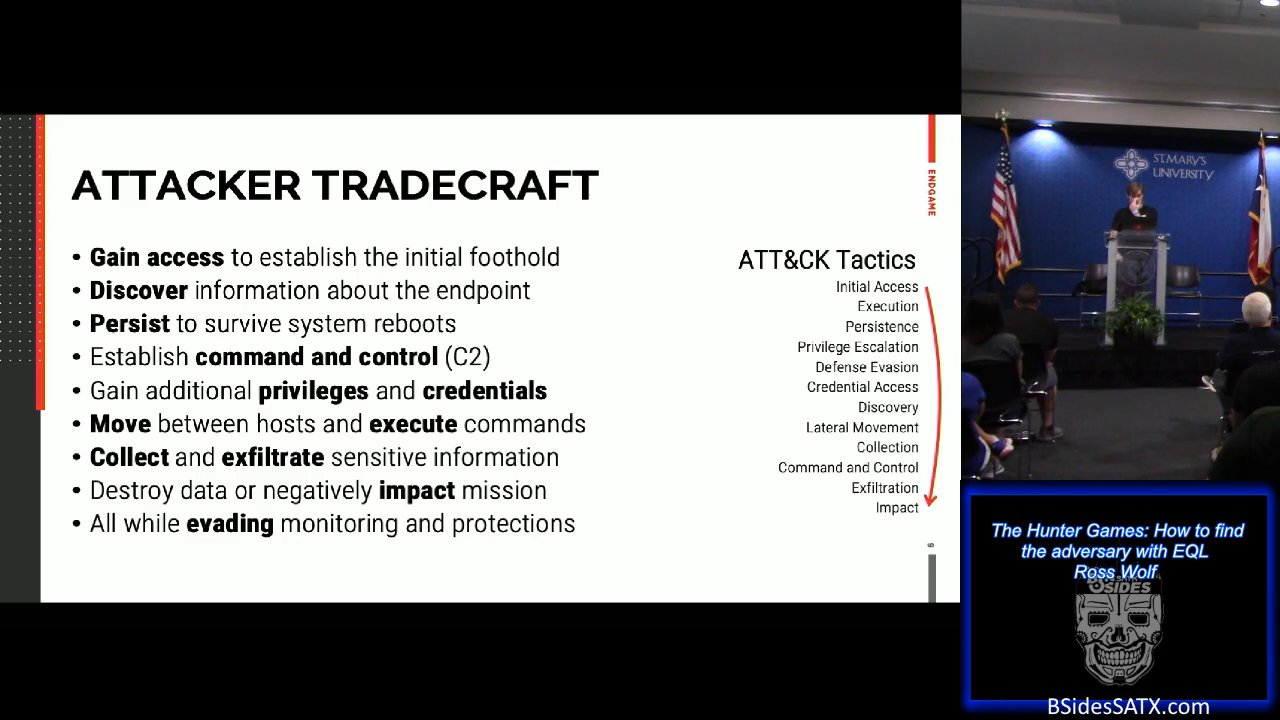 ATTACKER TRADECRAFT
• Gain access to establish the initial foothold
• Discover information about the endpoint
• Persist to survive system reboots
• Establish command and control (C2)
• Gain additional privileges and credentials
• Move between hosts and execute commands
• Collect and exfiltrate sensitive information
• Destroy data or negatively impact mission
• All while evading monitoring and protections
ATT&CK Tactics
Initial Access
Execution
Persistence
Privilege Escalation
Defense Evasion
Credential Access
Discovery
Lateral Movement
Collection
Command and Control
Exfiltration
Impact
ENDGAME
ST. MARY'S
UNIVERSITY
The Hunter Games: How to find
the adversary with EQL
Ross Wolf
BSIDES
BSidesSATX.com